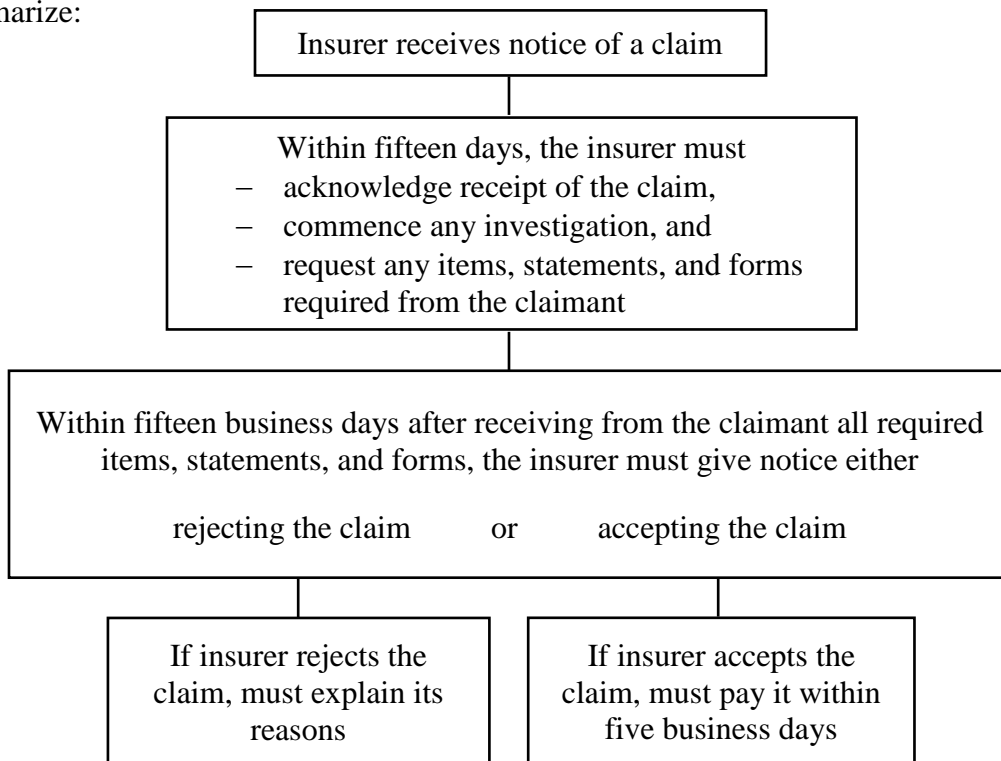 marize:
Insurer receives notice of a claim
Within fifteen days, the insurer must
– acknowledge receipt of the claim,
– commence any investigation, and
– request any items, statements, and forms
required from the claimant
Within fifteen business days after receiving from the claimant all required
items, statements, and forms, the insurer must give notice either
rejecting the claim or accepting the claim
If insurer rejects the
claim, must explain its
reasons
If insurer accepts the
claim, must pay it within
five business days